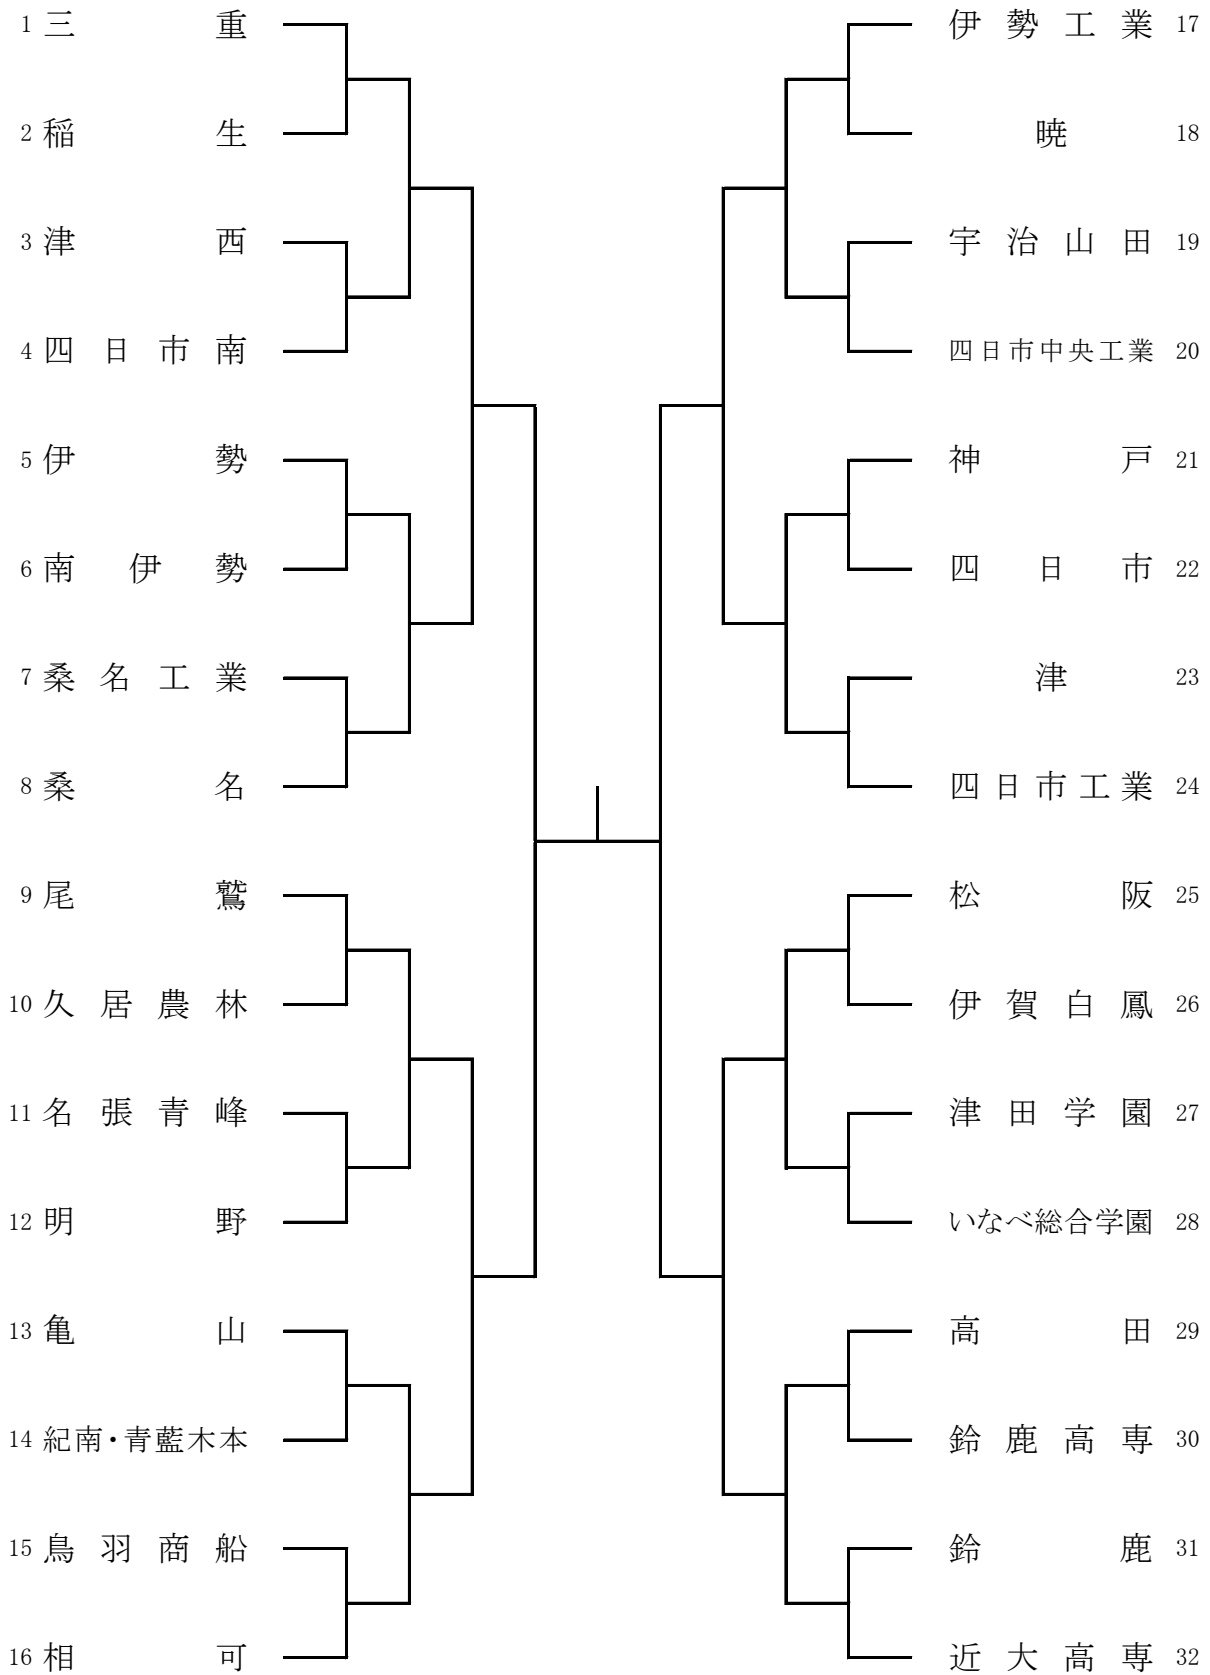 1 三重
2 稲生
3 津西
4 四日市南
5 伊勢
6 南伊勢
7 桑名工業
8 桑名
9 尾鷲
10 久居農林
11 名張青峰
12 明野
13 亀山
14 紀南・青藍木本
15 鳥羽商船
16 相可
伊勢工業 17
暁 18
宇治山田 19
四日市中央工業 20
神戸 21
四日市 22
津 23
四日市工業 24
松阪 25
伊賀白鳳 26
津田学園 27
いなべ総合学園 28
高田 29
鈴鹿高専 30
鈴鹿 31
近大高専 32